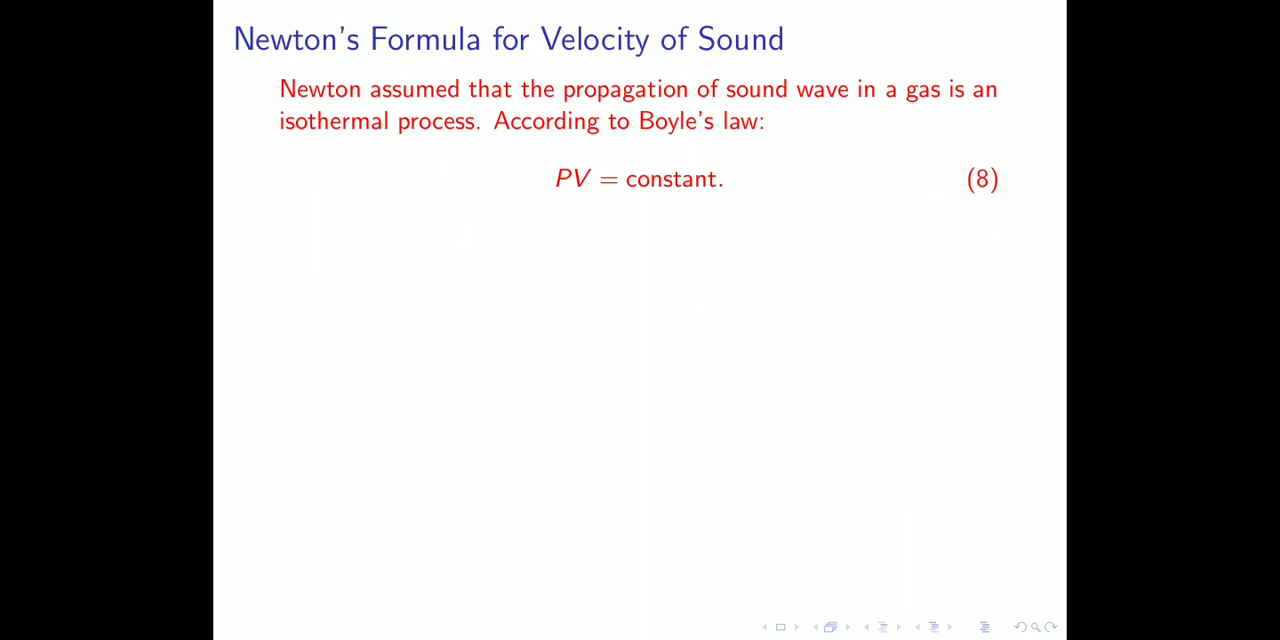 Newton's Formula for Velocity of Sound
Newton assumed that the propagation of sound wave in a gas is an
isothermal process. According to Boyle's law:
PV = constant. (8)